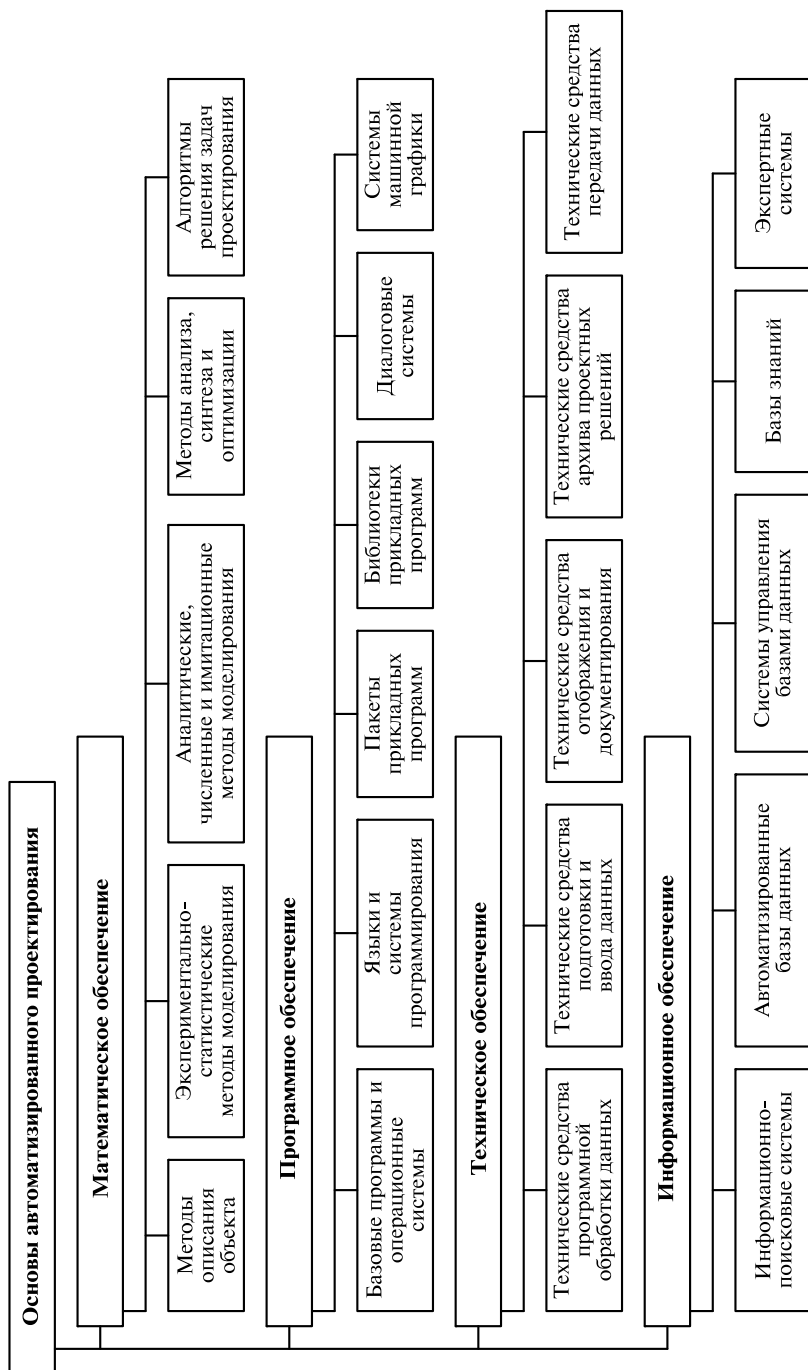 Основы автоматизированного проектирования
Математическое обеспечение
Методы
описания
объекта
Экспериментально-
статистические
методы моделирования
Аналитические,
численные и имитационные
методы моделирования
Методы анализа,
синтеза и
оптимизации
Алгоритмы
решения задач
проектирования
Программное обеспечение
Базовые программы и
операционные
системы
Языки и
системы
программирования
Пакеты
прикладных
программ
Библиотеки
прикладных
программ
Диалоговые
системы
Системы
машинной
графики
Техническое обеспечение
Технические средства
программной
обработки данных
Технические средства
подготовки и
ввода данных
Технические средства
отображения и
документирования
Технические средства
архива проектных
решений
Технические средства
передачи данных
Информационное обеспечение
Информационно-
поисковые системы
Автоматизированные
базы данных
Системы управления
базами данных
Базы знаний
Экспертные
системы